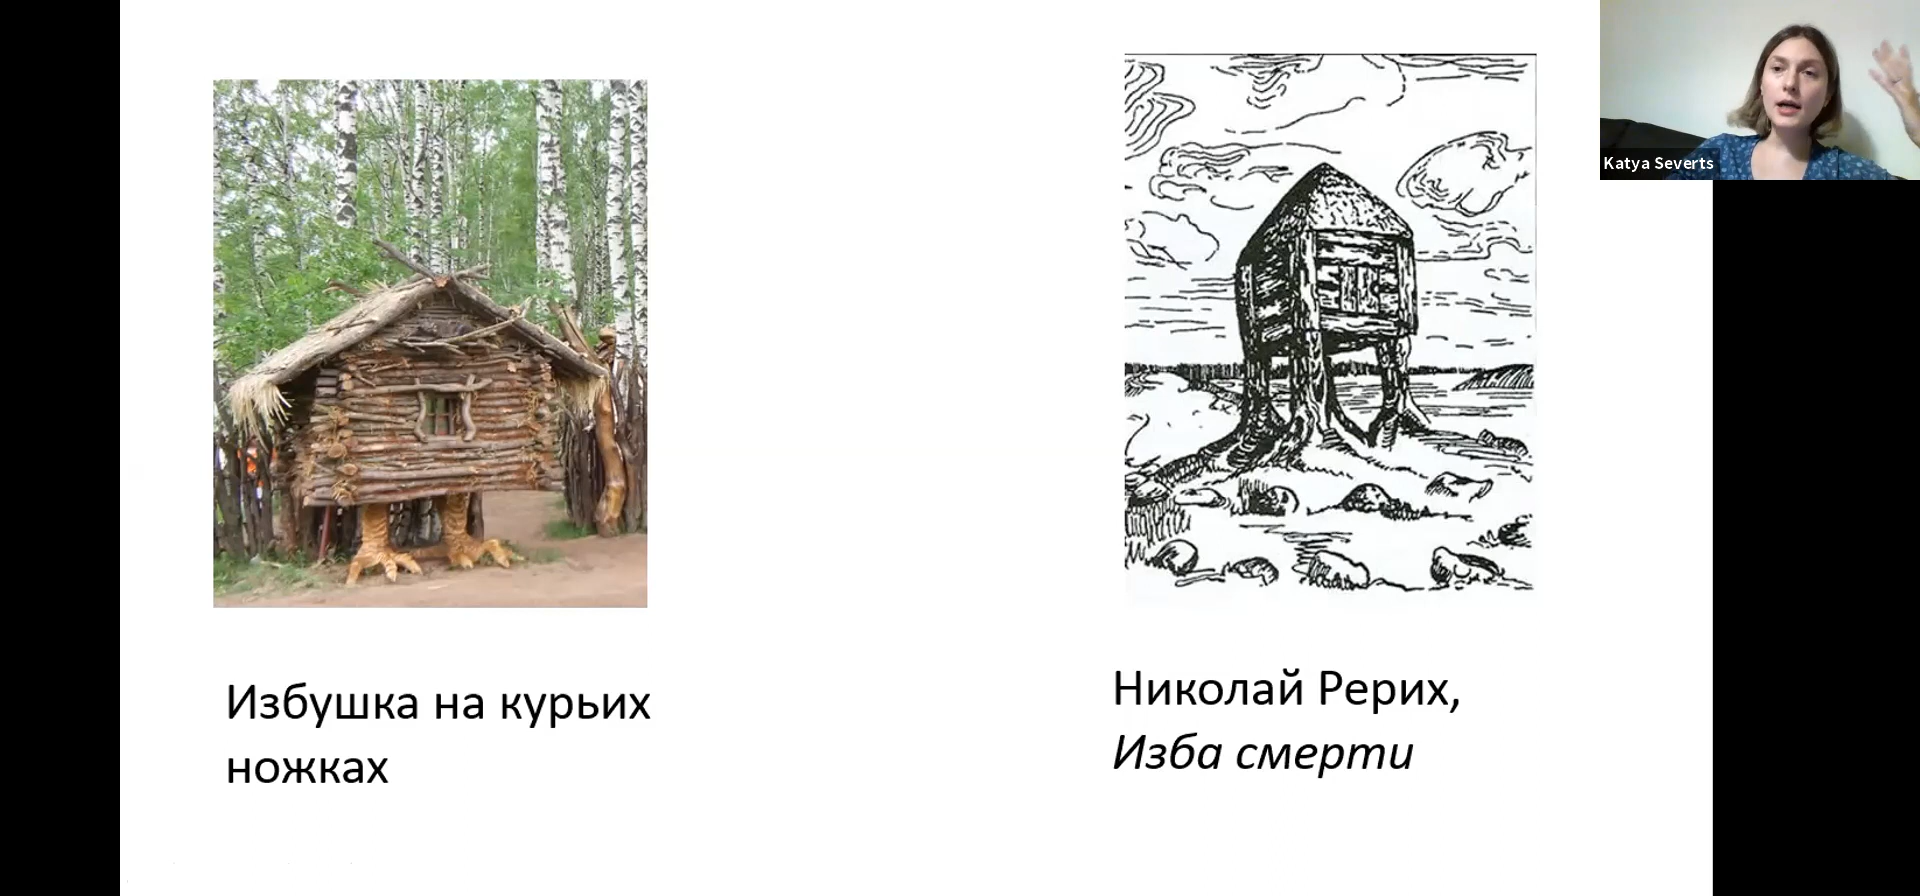 Избушка на курьих
ножках
Николай Рерих,
Изба смерти
Katya Severts